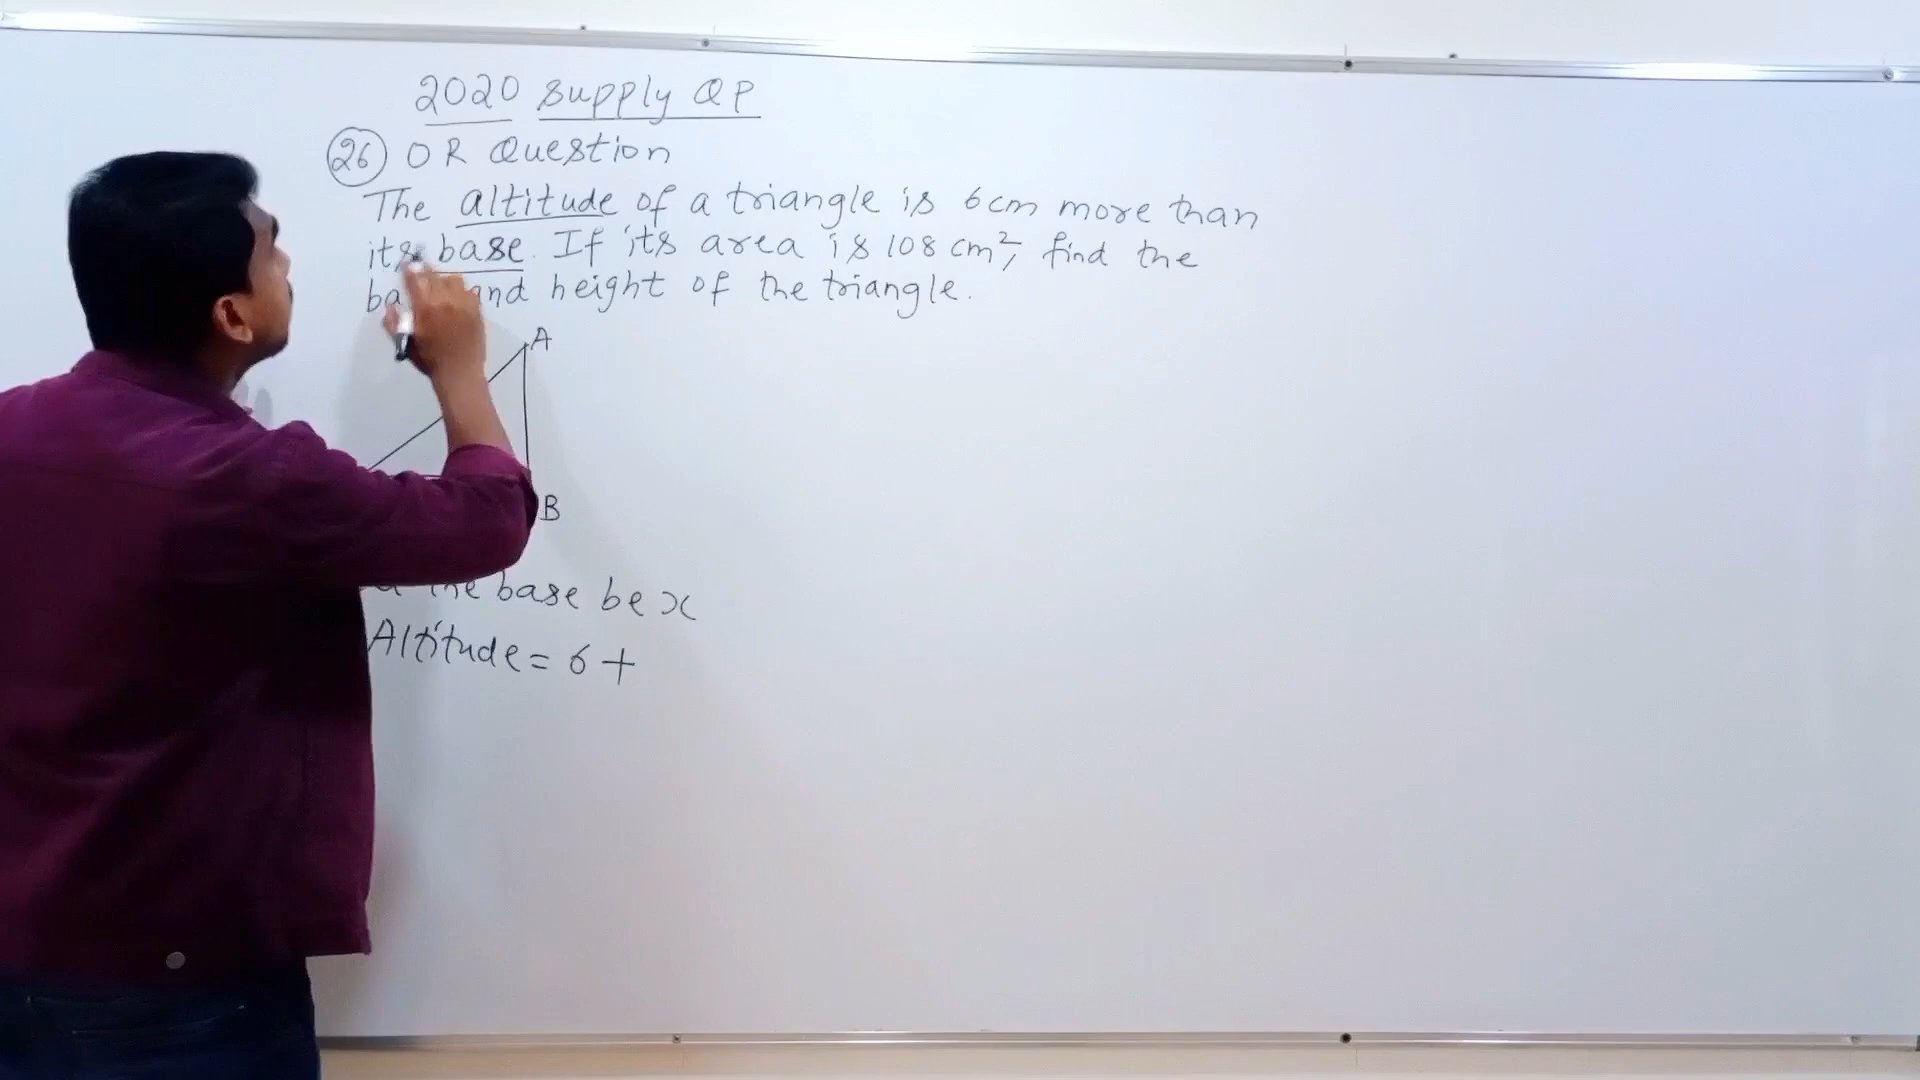 2020 Supply QP
26 OR Question
The altitude of a triangle is 6cm more than
its base. If its area is 108 cm², find the
and height of the triangle.
A
B
the base be x
Altitude = 6 +